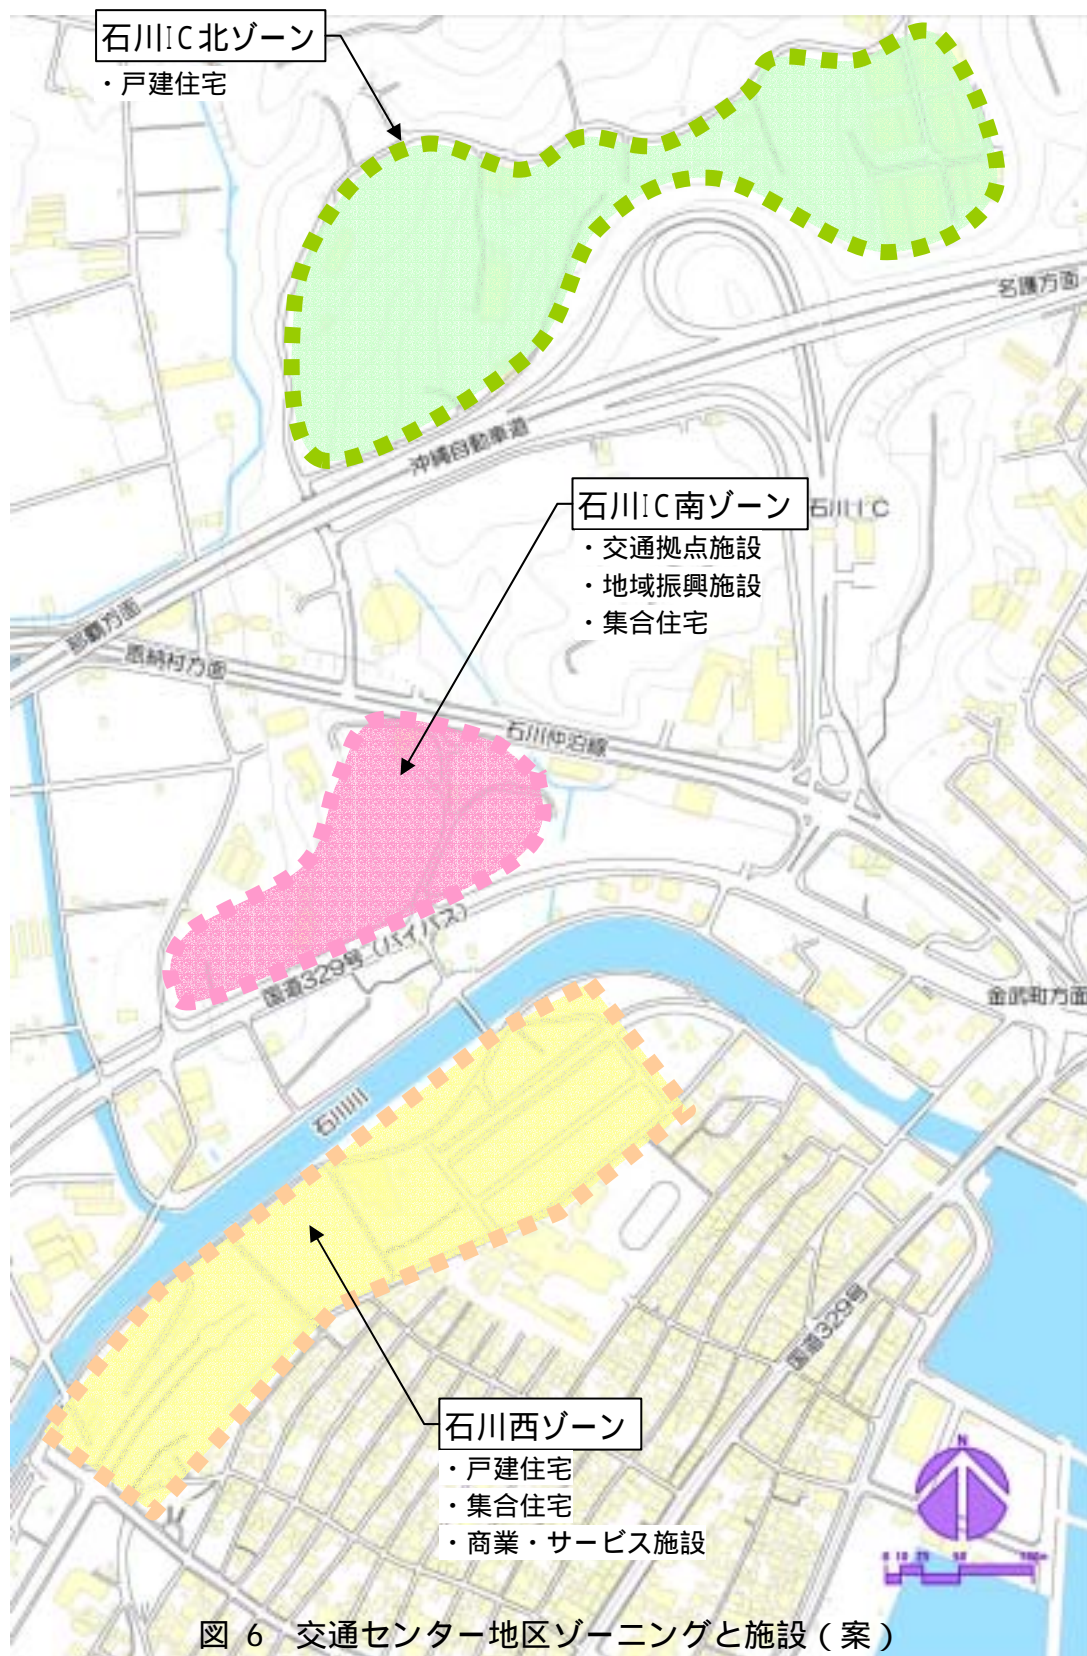 石川IC北ゾーン
・戸建住宅
名護方面
沖縄自動車道
石川IC南ゾーン
石川IC
・交通拠点施設
・地域振興施設
・集合住宅
那覇方面
恩納村方面
石川仲泊線
国道329号（バイパス）
金武町方面
石川川
国道329号
石川西ゾーン
・戸建住宅
・集合住宅
・商業・サービス施設
N
図 6　交通センター地区ゾーニングと施設（案）